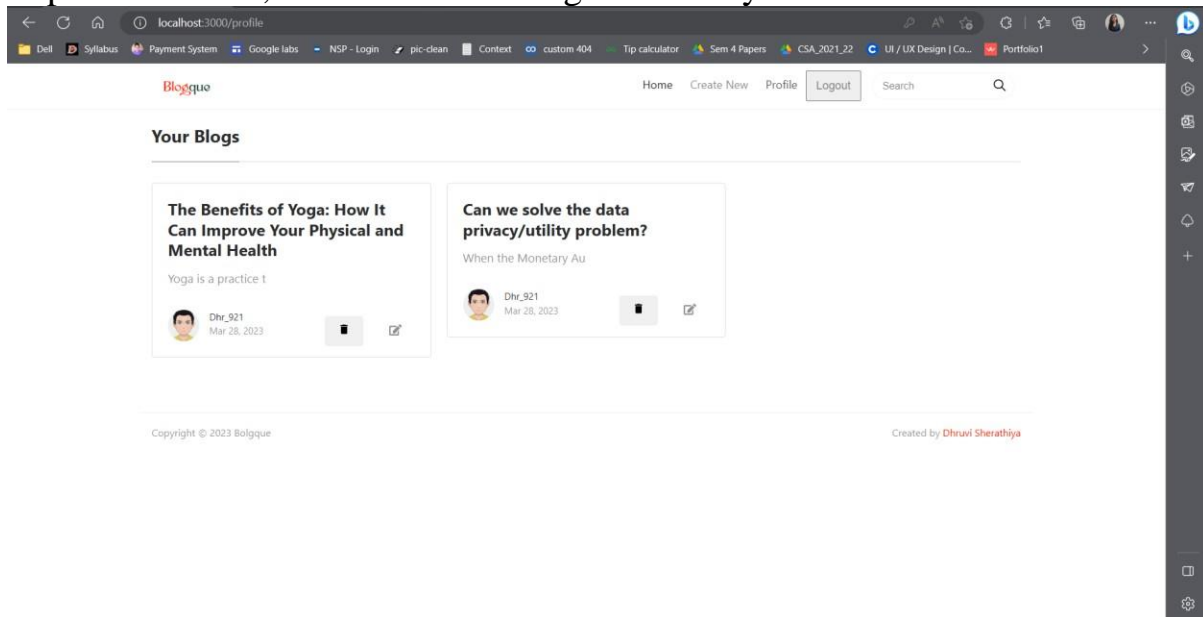 localhost:3000/profile
Dell Syllabus Payment System Google labs NSP - Login pic-clean Context custom 404 Tip calculator Sem 4 Papers CSA_2021_22 UI / UX Design | Co... Portfolio1
Blogque Home Create New Profile Logout Search
Your Blogs
The Benefits of Yoga: How It
Can Improve Your Physical and
Mental Health
Yoga is a practice t
Dhr_921
Mar 28, 2023
Can we solve the data
privacy/utility problem?
When the Monetary Au
Dhr_921
Mar 28, 2023
Copyright © 2023 Bolgque Created by Dhruvi Sherathiya